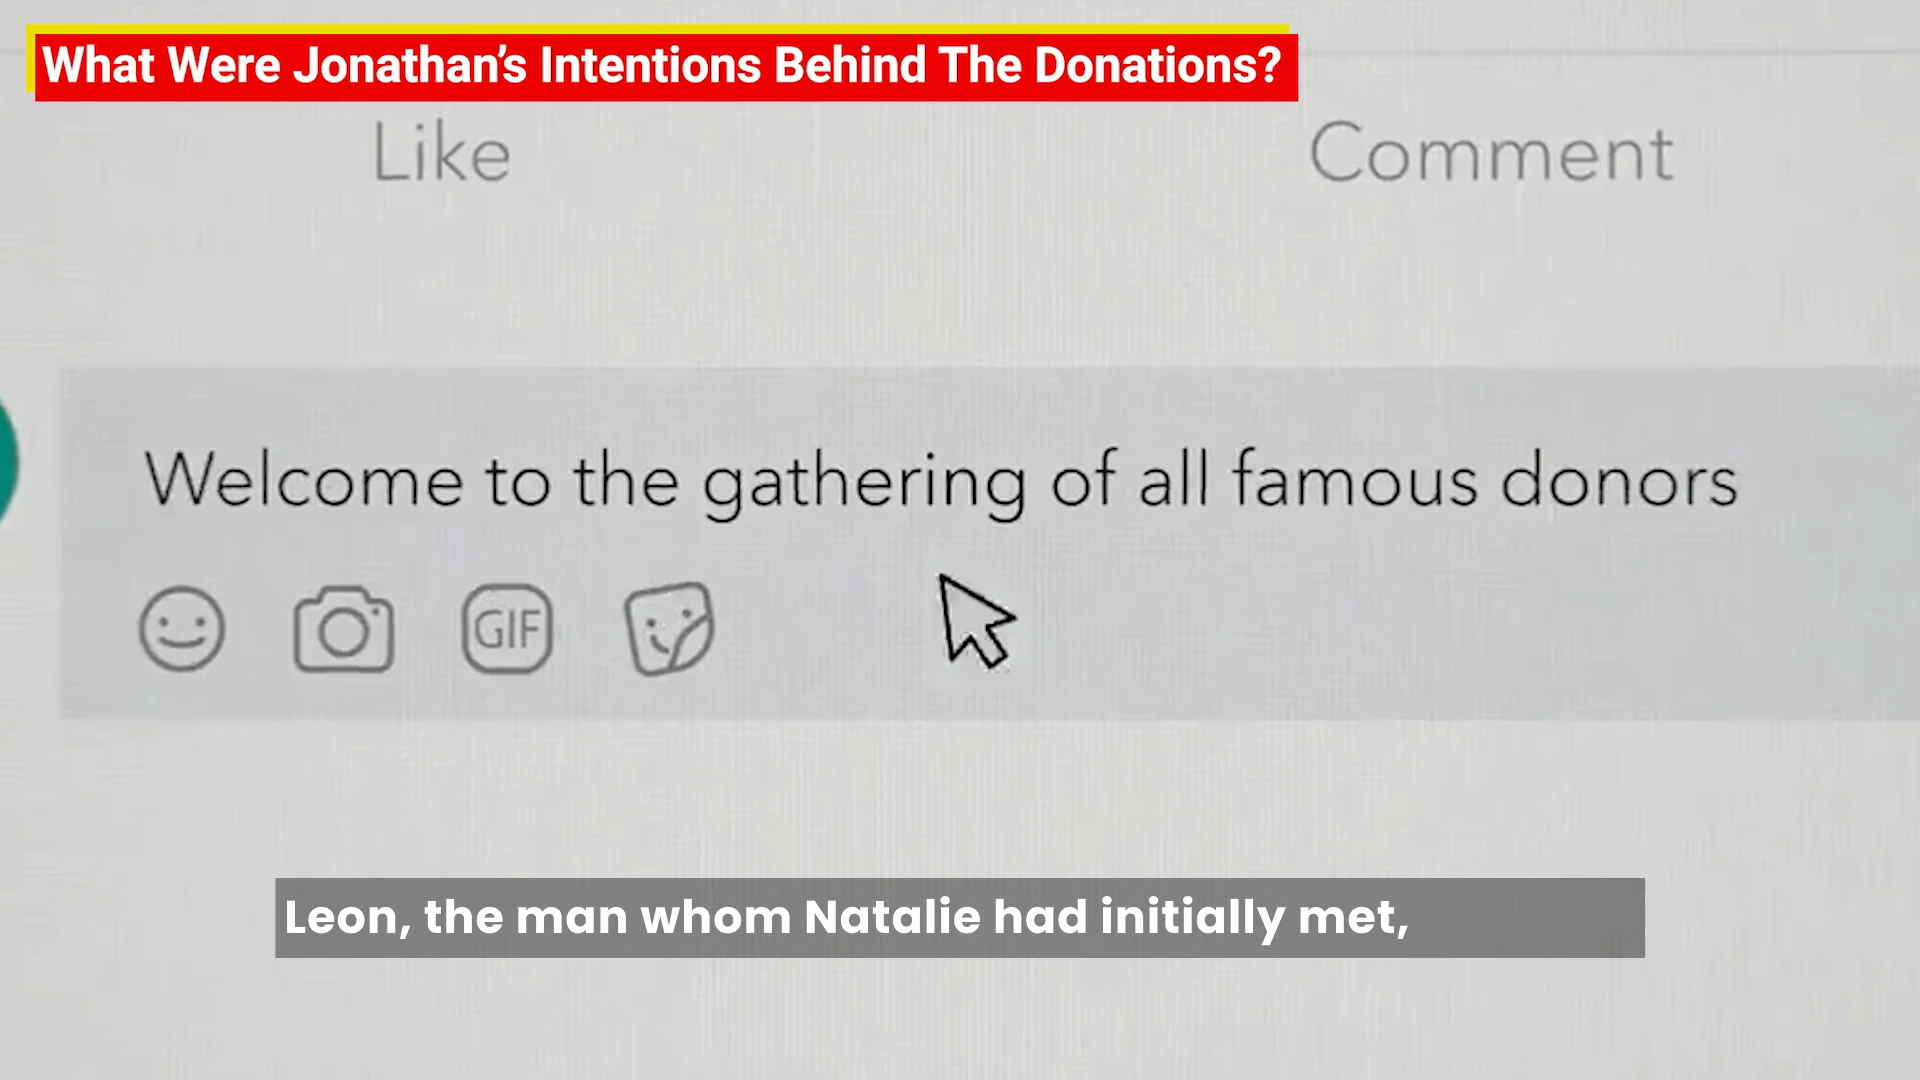 What Were Jonathan’s Intentions Behind The Donations?
Like
Comment
Welcome to the gathering of all famous donors
GIF
Leon, the man whom Natalie had initially met,